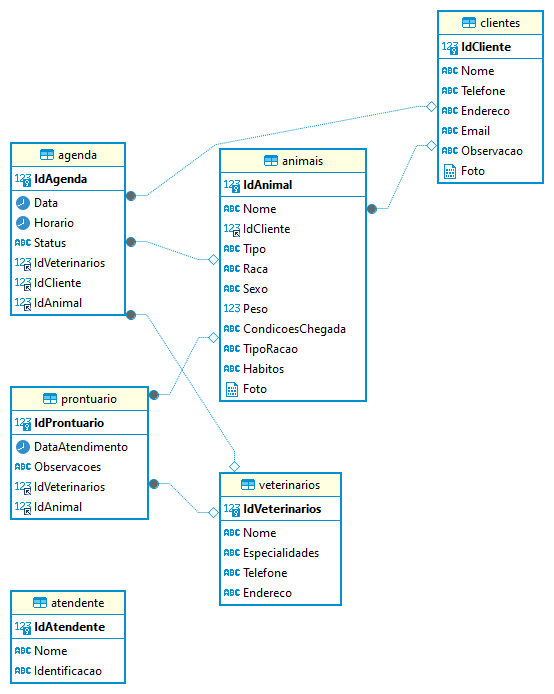 clientes
123 IdCliente
ABC Nome
ABC Telefone
ABC Endereco
ABC Email
ABC Observacao
Foto
agenda
123 IdAgenda
Data
Horario
ABC Status
123 IdVeterinarios
123 IdCliente
123 IdAnimal
animais
123 IdAnimal
ABC Nome
123 IdCliente
ABC Tipo
ABC Raca
ABC Sexo
123 Peso
ABC CondicoesChegada
ABC TipoRacao
ABC Habitos
Foto
prontuario
123 IdProntuario
DataAtendimento
ABC Observacoes
123 IdVeterinarios
123 IdAnimal
veterinarios
123 IdVeterinarios
ABC Nome
ABC Especialidades
ABC Telefone
ABC Endereco
atendente
123 IdAtendente
ABC Nome
ABC Identificacao